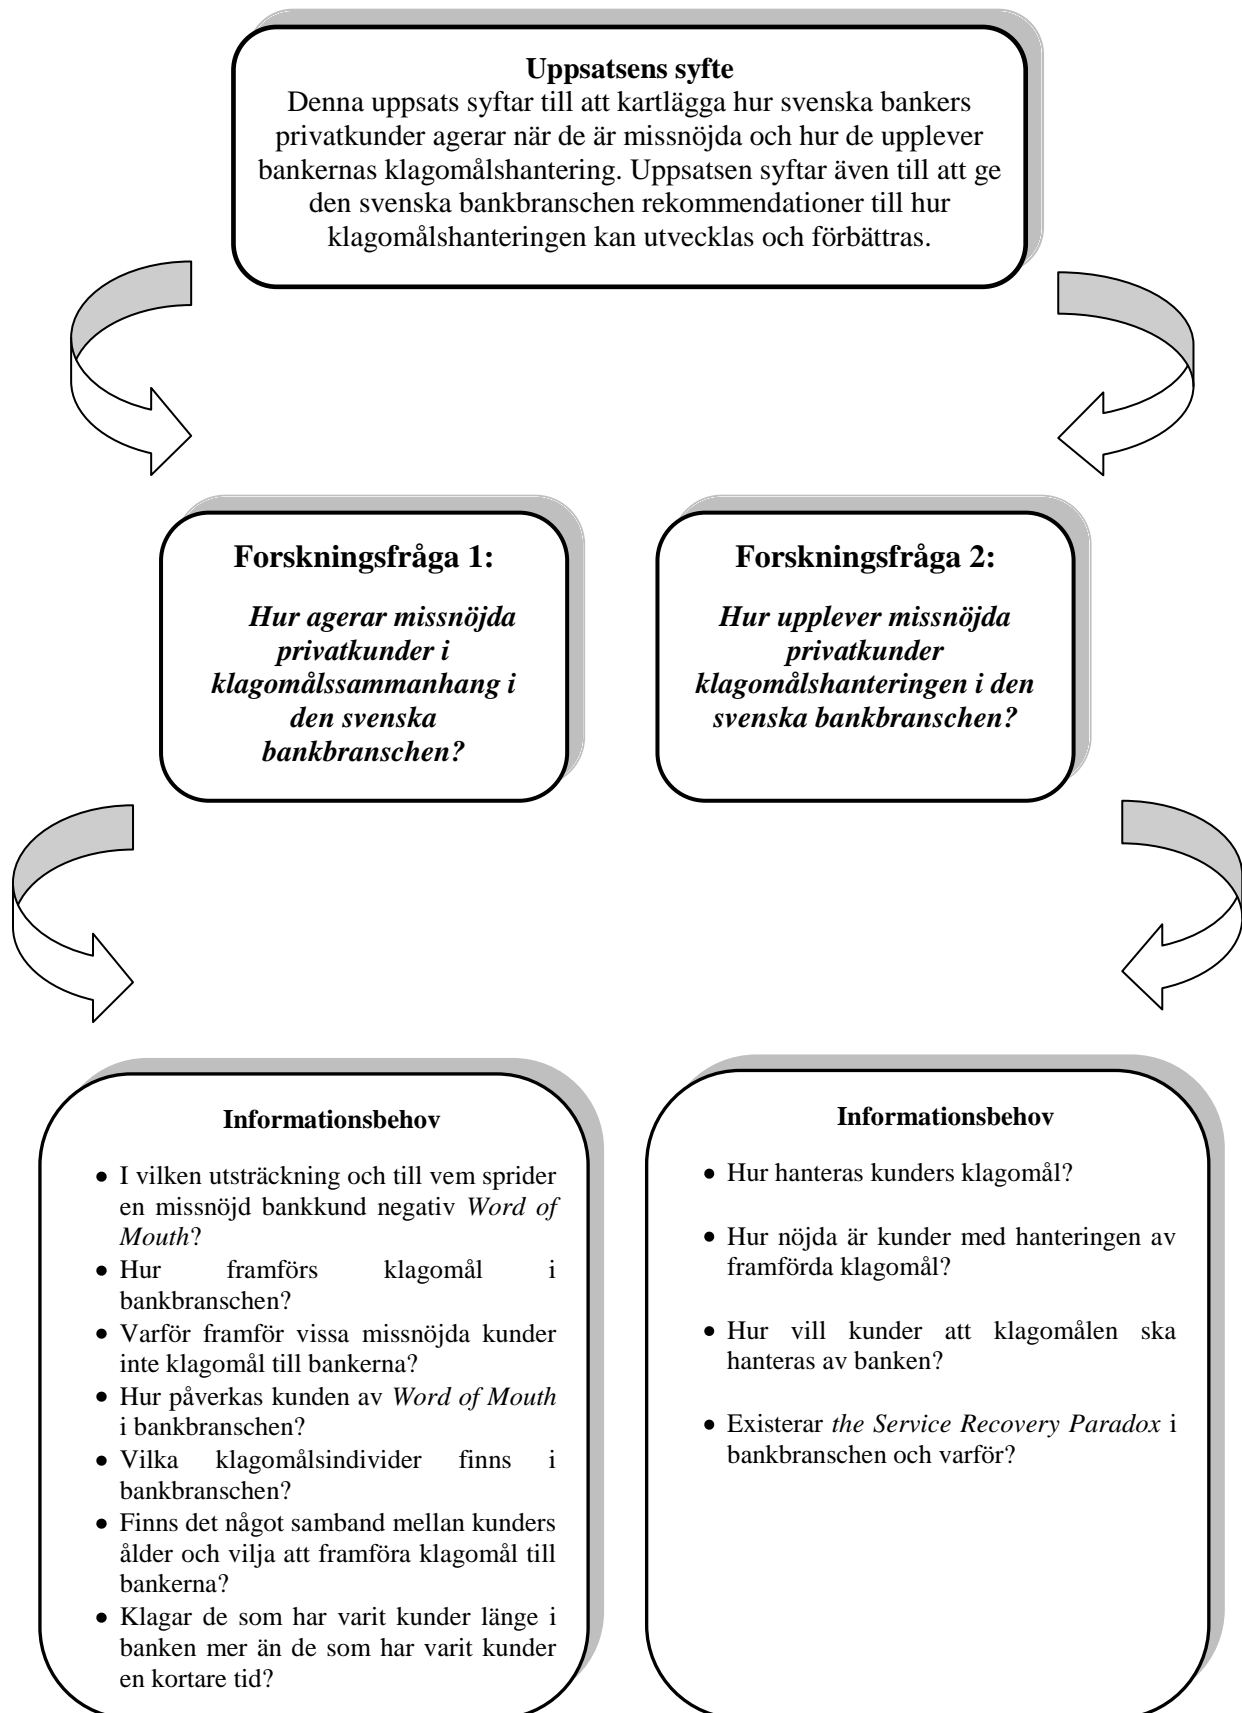 Uppsatsens syfte
Denna uppsats syftar till att kartlägga hur svenska bankers
privatkunder agerar när de är missnöjda och hur de upplever
bankernas klagomålshantering. Uppsatsen syftar även till att ge
den svenska bankbranschen rekommendationer till hur
klagomålshanteringen kan utvecklas och förbättras.
Forskningsfråga 1:
Hur agerar missnöjda
privatkunder i
klagomålssammanhang i
den svenska
bankbranschen?
Forskningsfråga 2:
Hur upplever missnöjda
privatkunder
klagomålshanteringen i den
svenska bankbranschen?
Informationsbehov
• I vilken utsträckning och till vem sprider
en missnöjd bankkund negativ Word of
Mouth?
• Hur framförs klagomål i
bankbranschen?
• Varför framför vissa missnöjda kunder
inte klagomål till bankerna?
• Hur påverkas kunden av Word of Mouth
i bankbranschen?
• Vilka klagomålsindivider finns i
bankbranschen?
• Finns det något samband mellan kunders
ålder och vilja att framföra klagomål till
bankerna?
• Klagar de som har varit kunder länge i
banken mer än de som har varit kunder
en kortare tid?
Informationsbehov
• Hur hanteras kunders klagomål?
• Hur nöjda är kunder med hanteringen av
framförda klagomål?
• Hur vill kunder att klagomålen ska
hanteras av banken?
• Existerar the Service Recovery Paradox i
bankbranschen och varför?